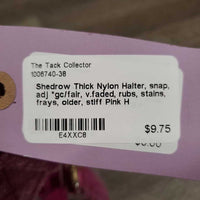 The Tack Collector
1006740-38
Shedrow Thick Nylon Halter, snap,
adj *gc/fair, v.faded, rubs, stains,
frays, older, stiff Pink H
E4XXC8
$9.75